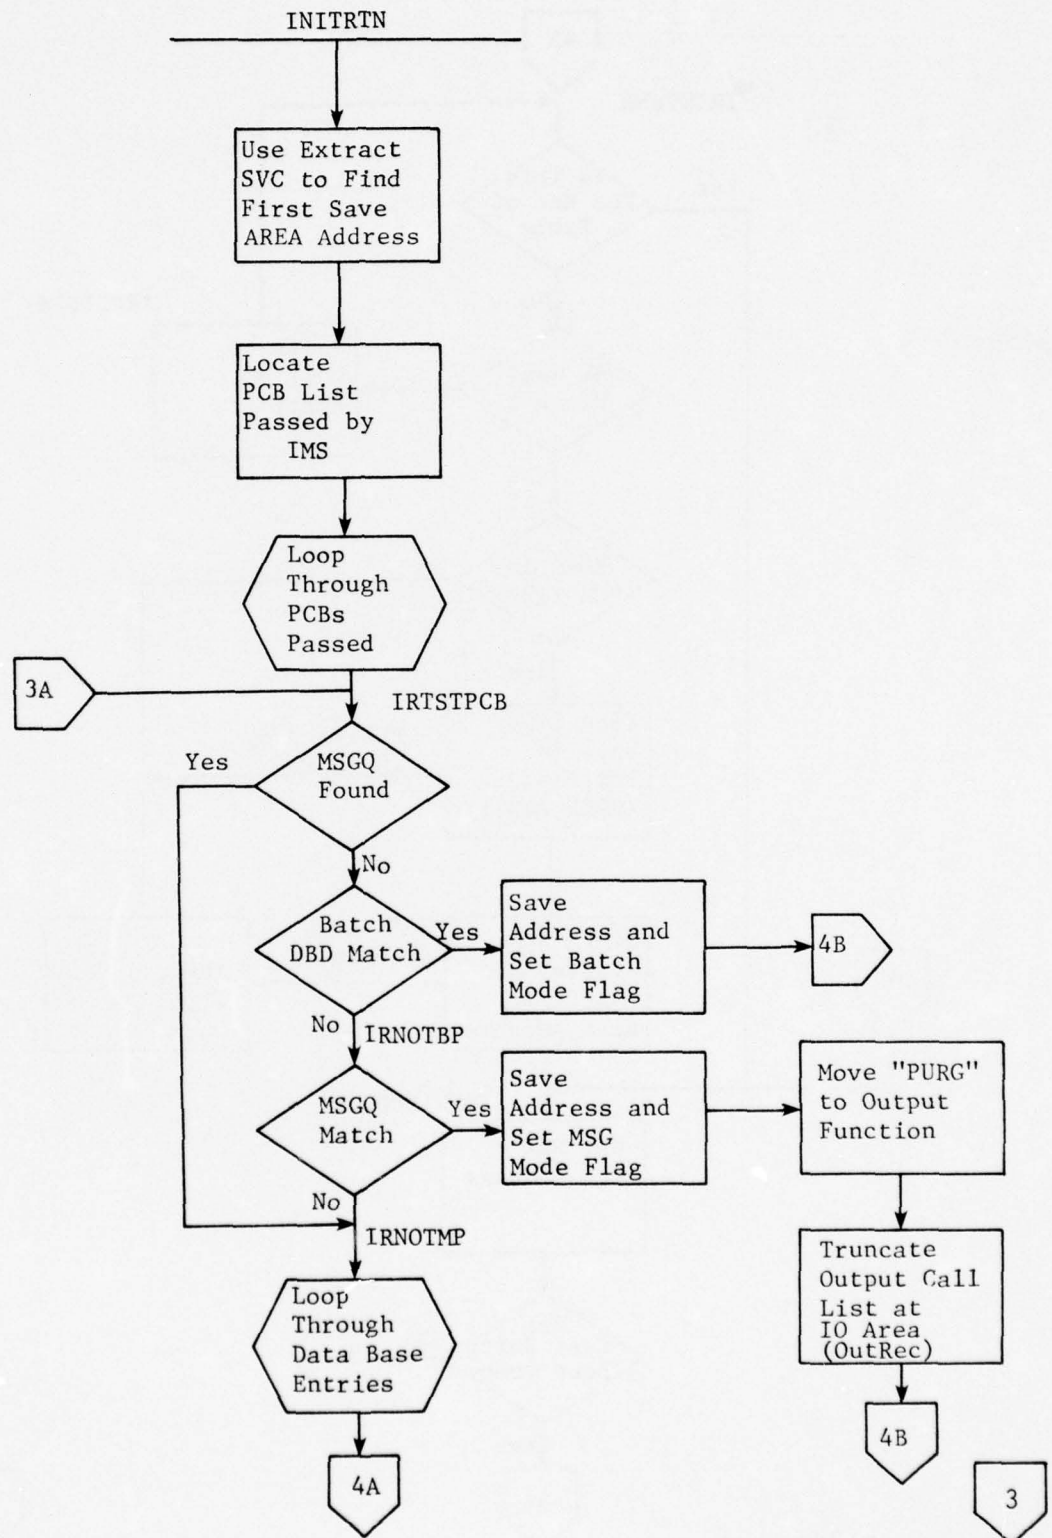 INITRTN
Use Extract
SVC to Find
First Save
AREA Address
Locate
PCB List
Passed by
IMS
Loop
Through
PCBs
Passed
3A
IRTSTPCB
Yes
MSGQ
Found
No
Batch
DBD Match
Yes
Save
Address and
Set Batch
Mode Flag
4B
No
IRNOTBP
MSGQ
Match
Yes
Save
Address and
Set MSG
Mode Flag
Move "PURG"
to Output
Function
No
IRNOTMP
Truncate
Output Call
List at
IO Area
(OutRec)
Loop
Through
Data Base
Entries
4B
4A
3